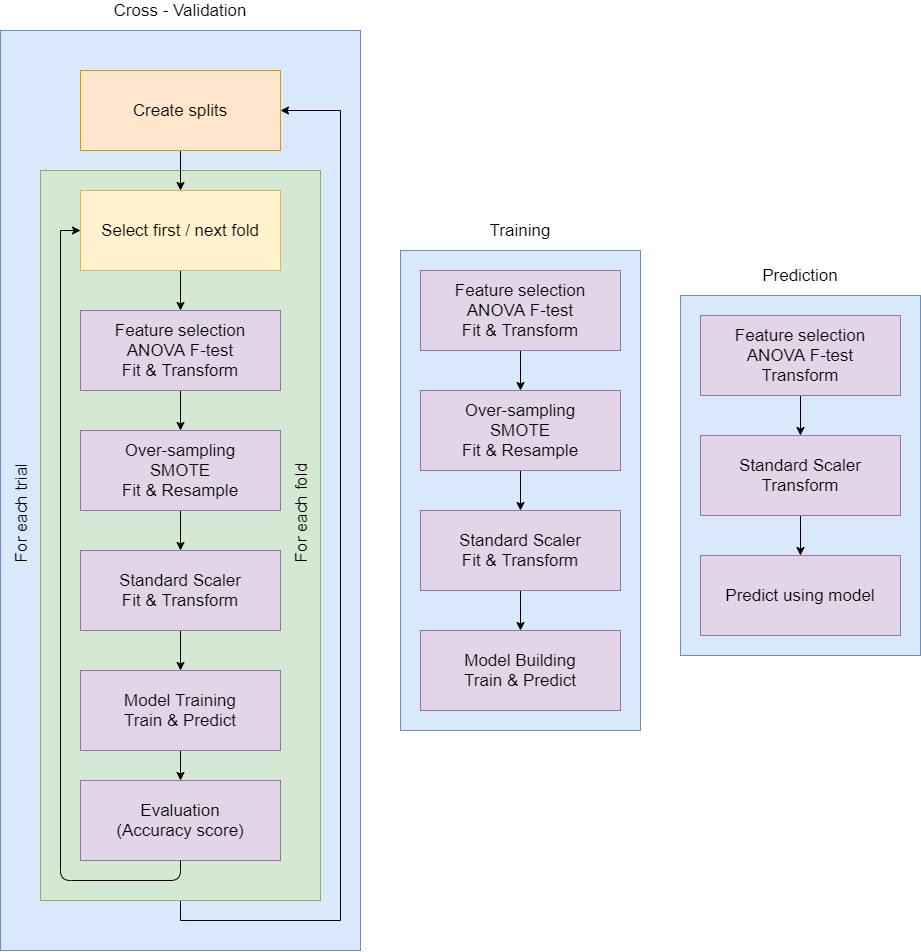 Cross - Validation
Create splits
Select first / next fold
Feature selection
ANOVA F-test
Fit & Transform
Over-sampling
SMOTE
Fit & Resample
Standard Scaler
Fit & Transform
Model Training
Train & Predict
Evaluation
(Accuracy score)
For each trial
For each fold
Training
Feature selection
ANOVA F-test
Fit & Transform
Over-sampling
SMOTE
Fit & Resample
Standard Scaler
Fit & Transform
Model Building
Train & Predict
Prediction
Feature selection
ANOVA F-test
Transform
Standard Scaler
Transform
Predict using model